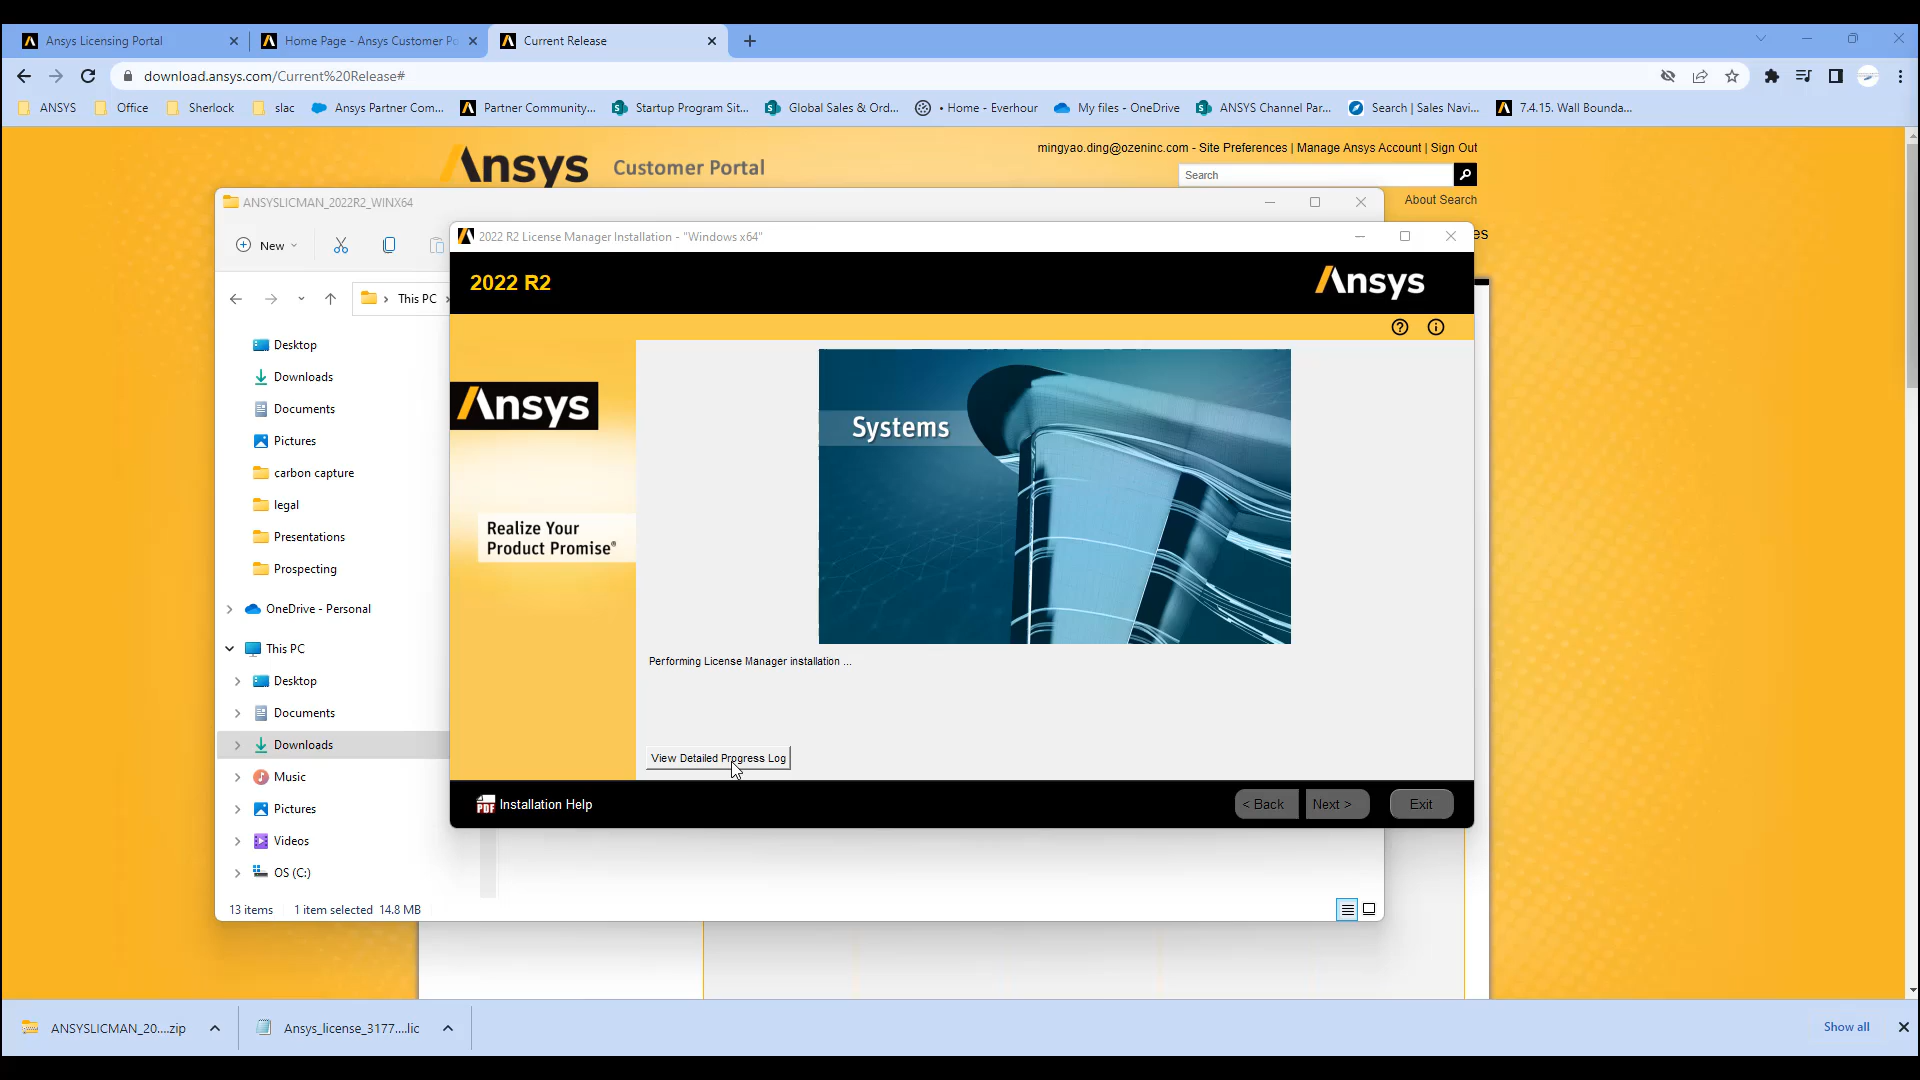 Ansys Licensing Portal
Home Page - Ansys Customer Po
Current Release
download.ansys.com/Current%20Release#
ANSYS
Office
Sherlock
slac
Ansys Partner Com...
Partner Community...
Startup Program Sit...
Global Sales & Ord...
• Home - Everhour
My files - OneDrive
ANSYS Channel Par...
Search | Sales Navi...
7.4.15. Wall Bounda...
mingyao.ding@ozeninc.com - Site Preferences | Manage Ansys Account | Sign Out
Ansys Customer Portal
Search
About Search
es
ANSYSLICMAN_2022R2_WINX64
New
This PC
Desktop
Downloads
Documents
Pictures
carbon capture
legal
Presentations
Prospecting
OneDrive - Personal
This PC
Desktop
Documents
Downloads
Music
Pictures
Videos
OS (C:)
13 items 1 item selected 14.8 MB
2022 R2 License Manager Installation - "Windows x64"
2022 R2
Ansys
Ansys
Realize Your
Product Promise®
Systems
Performing License Manager installation ...
View Detailed Progress Log
PDF Installation Help
< Back
Next >
Exit
ANSYSLICMAN_20....zip
Ansys_license_3177....lic
Show all